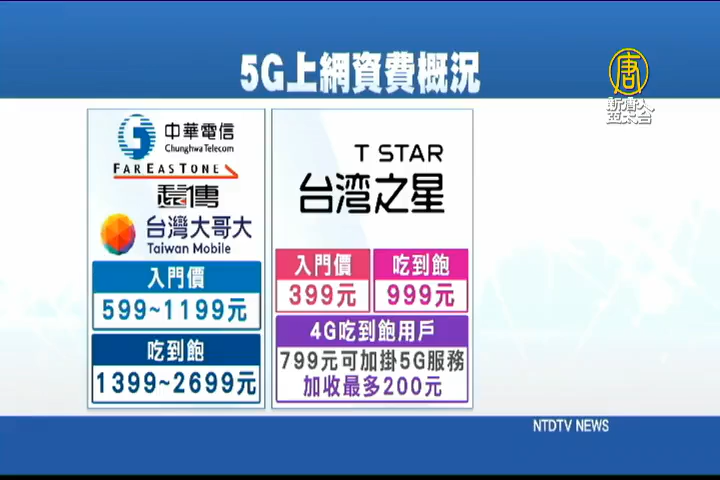 5G上網資費概況
唐
新唐人
亞太台
中華電信
Chunghwa Telecom
FAREASTONE
遠傳
台灣大哥大
Taiwan Mobile
入門價
599~1199元
吃到飽
1399~2699元
T STAR
台灣之星
入門價
399元
吃到飽
999元
4G吃到飽用戶
799元可加掛5G服務
加收最多200元
NTDTV NEWS